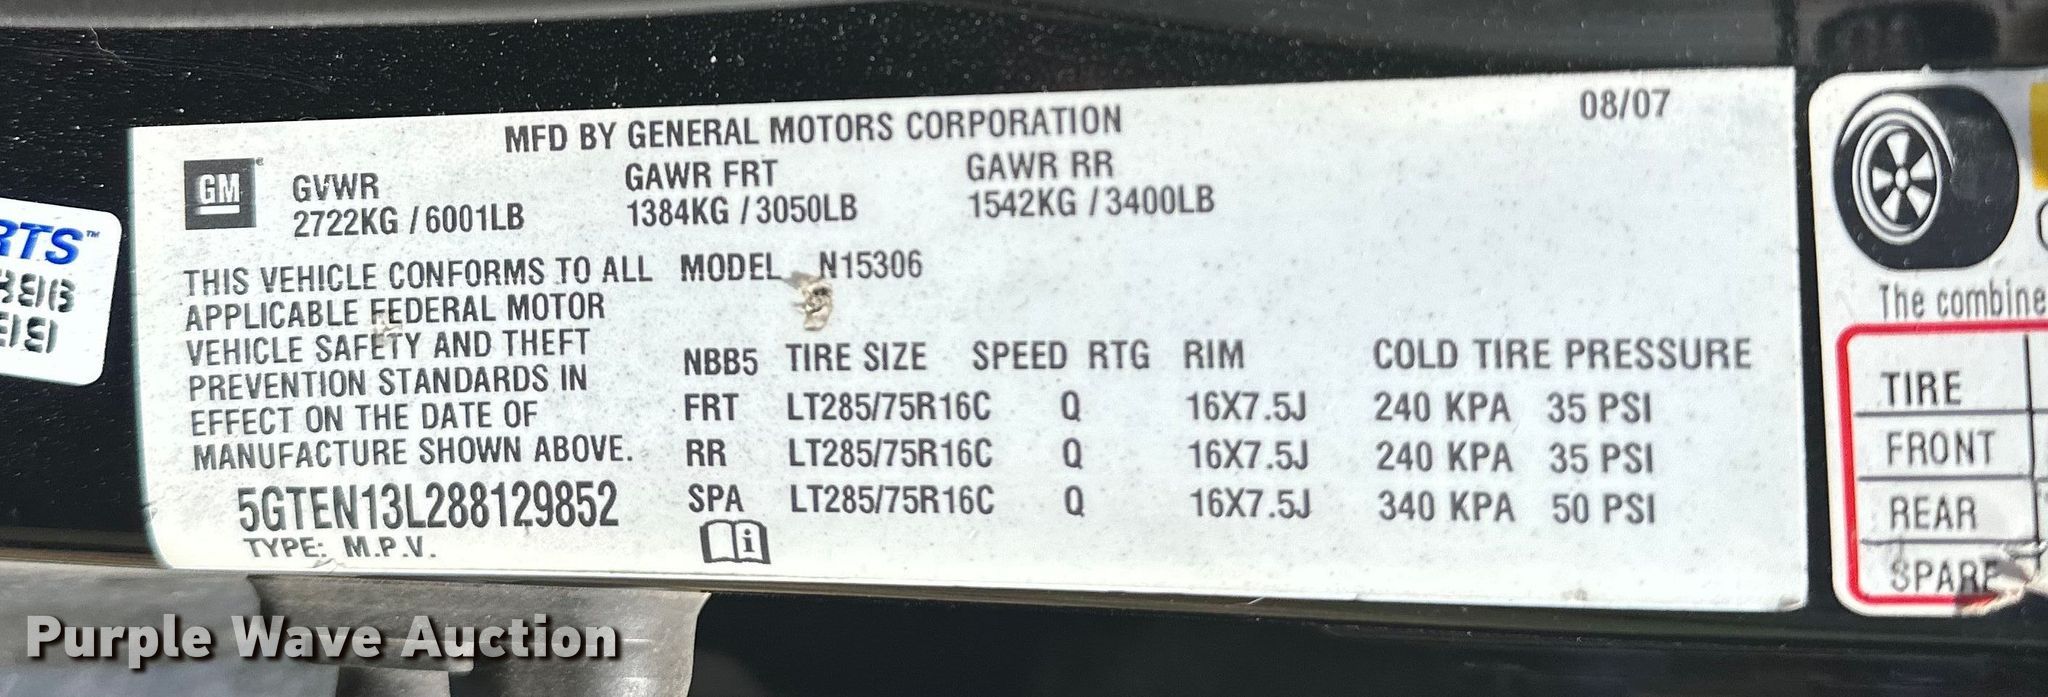 MFD BY GENERAL MOTORS CORPORATION
08/07
GM
GVWR
2722KG / 6001LB
GAWR FRT
1384KG / 3050LB
GAWR RR
1542KG / 3400LB
THIS VEHICLE CONFORMS TO ALL
APPLICABLE FEDERAL MOTOR
VEHICLE SAFETY AND THEFT
PREVENTION STANDARDS IN
EFFECT ON THE DATE OF
MANUFACTURE SHOWN ABOVE.
5GTEN13L288129852
TYPE: M.P.V.
MODEL N15306
NBB5 TIRE SIZE SPEED RTG RIM COLD TIRE PRESSURE
FRT LT285/75R16C Q 16X7.5J 240 KPA 35 PSI
RR LT285/75R16C Q 16X7.5J 240 KPA 35 PSI
SPA LT285/75R16C Q 16X7.5J 340 KPA 50 PSI
i
RTS™
The combine
TIRE
FRONT
REAR
SPARE
Purple Wave Auction